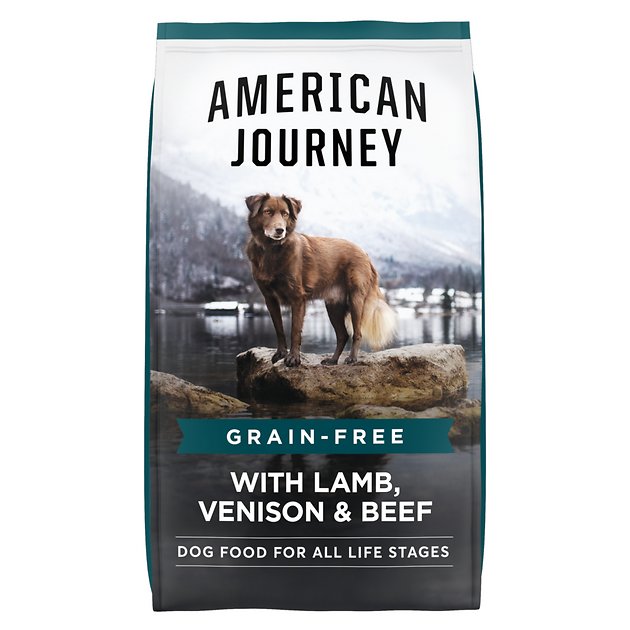 AMERICAN
JOURNEY
GRAIN-FREE
WITH LAMB,
VENISON & BEEF
DOG FOOD FOR ALL LIFE STAGES